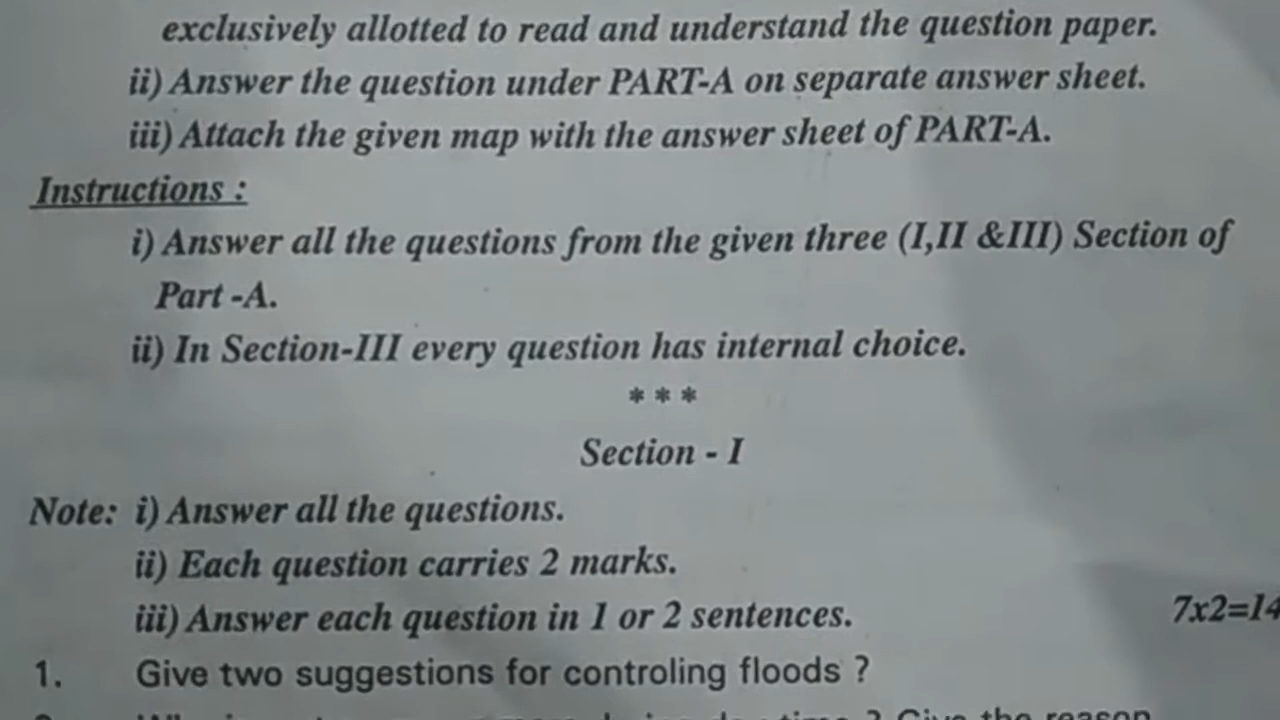 exclusively allotted to read and understand the question paper.
ii) Answer the question under PART-A on separate answer sheet.
iii) Attach the given map with the answer sheet of PART-A.
Instructions :
i) Answer all the questions from the given three (I,II &III) Section of
Part -A.
ii) In Section-III every question has internal choice.
* * *
Section - I
Note: i) Answer all the questions.
ii) Each question carries 2 marks.
iii) Answer each question in 1 or 2 sentences.
7x2=14
1. Give two suggestions for controling floods ?
time ? Give the reason